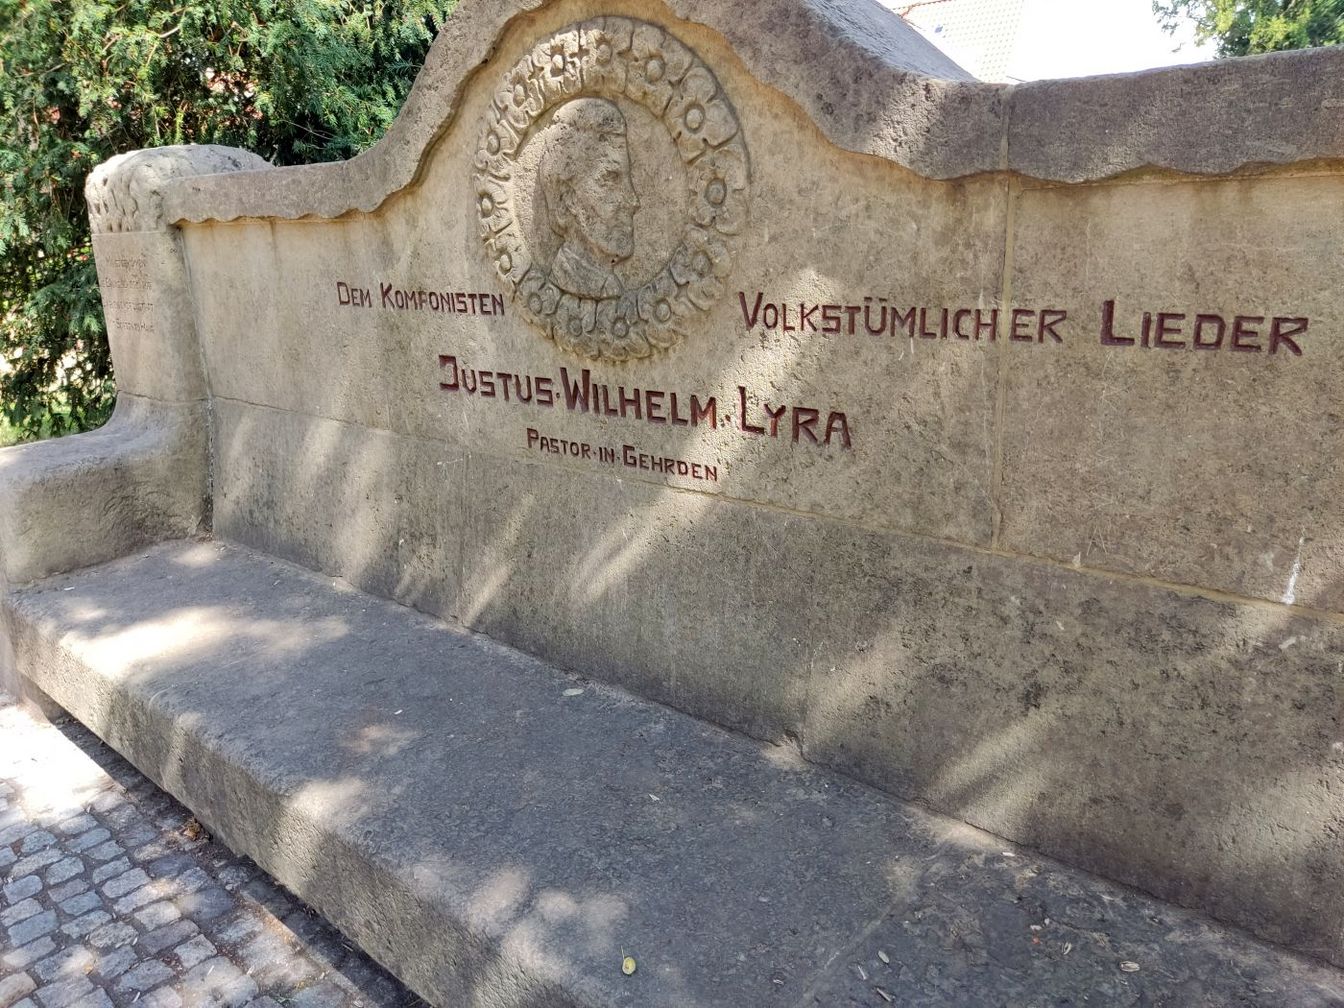 DEM KOMPONISTEN VOLKSTÜMLICHER LIEDER
JUSTUS·WILHELM·LYRA
PASTOR·IN·GEHRDEN